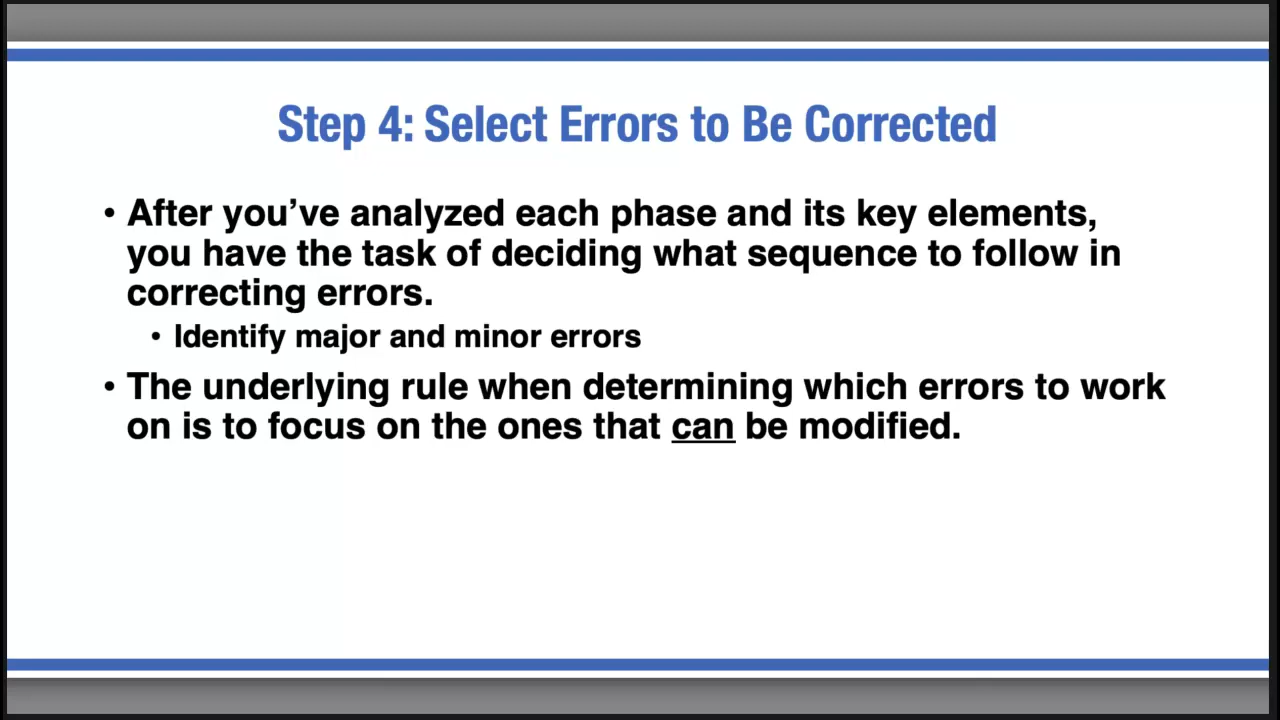 Step 4: Select Errors to Be Corrected
• After you’ve analyzed each phase and its key elements,
you have the task of deciding what sequence to follow in
correcting errors.
• Identify major and minor errors
• The underlying rule when determining which errors to work
on is to focus on the ones that can be modified.